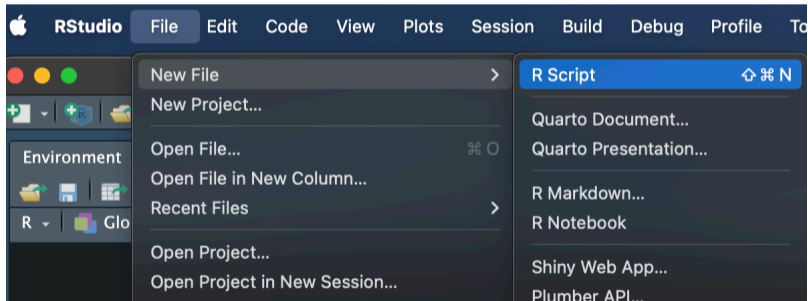 RStudio File Edit Code View Plots Session Build Debug Profile To
New File
New Project...
Open File... ⌘ O
Open File in New Column...
Recent Files
Open Project...
Open Project in New Session...
R Script ⇧ ⌘ N
Quarto Document...
Quarto Presentation...
R Markdown...
R Notebook
Shiny Web App...
Plumber API...
Environment
R Glo